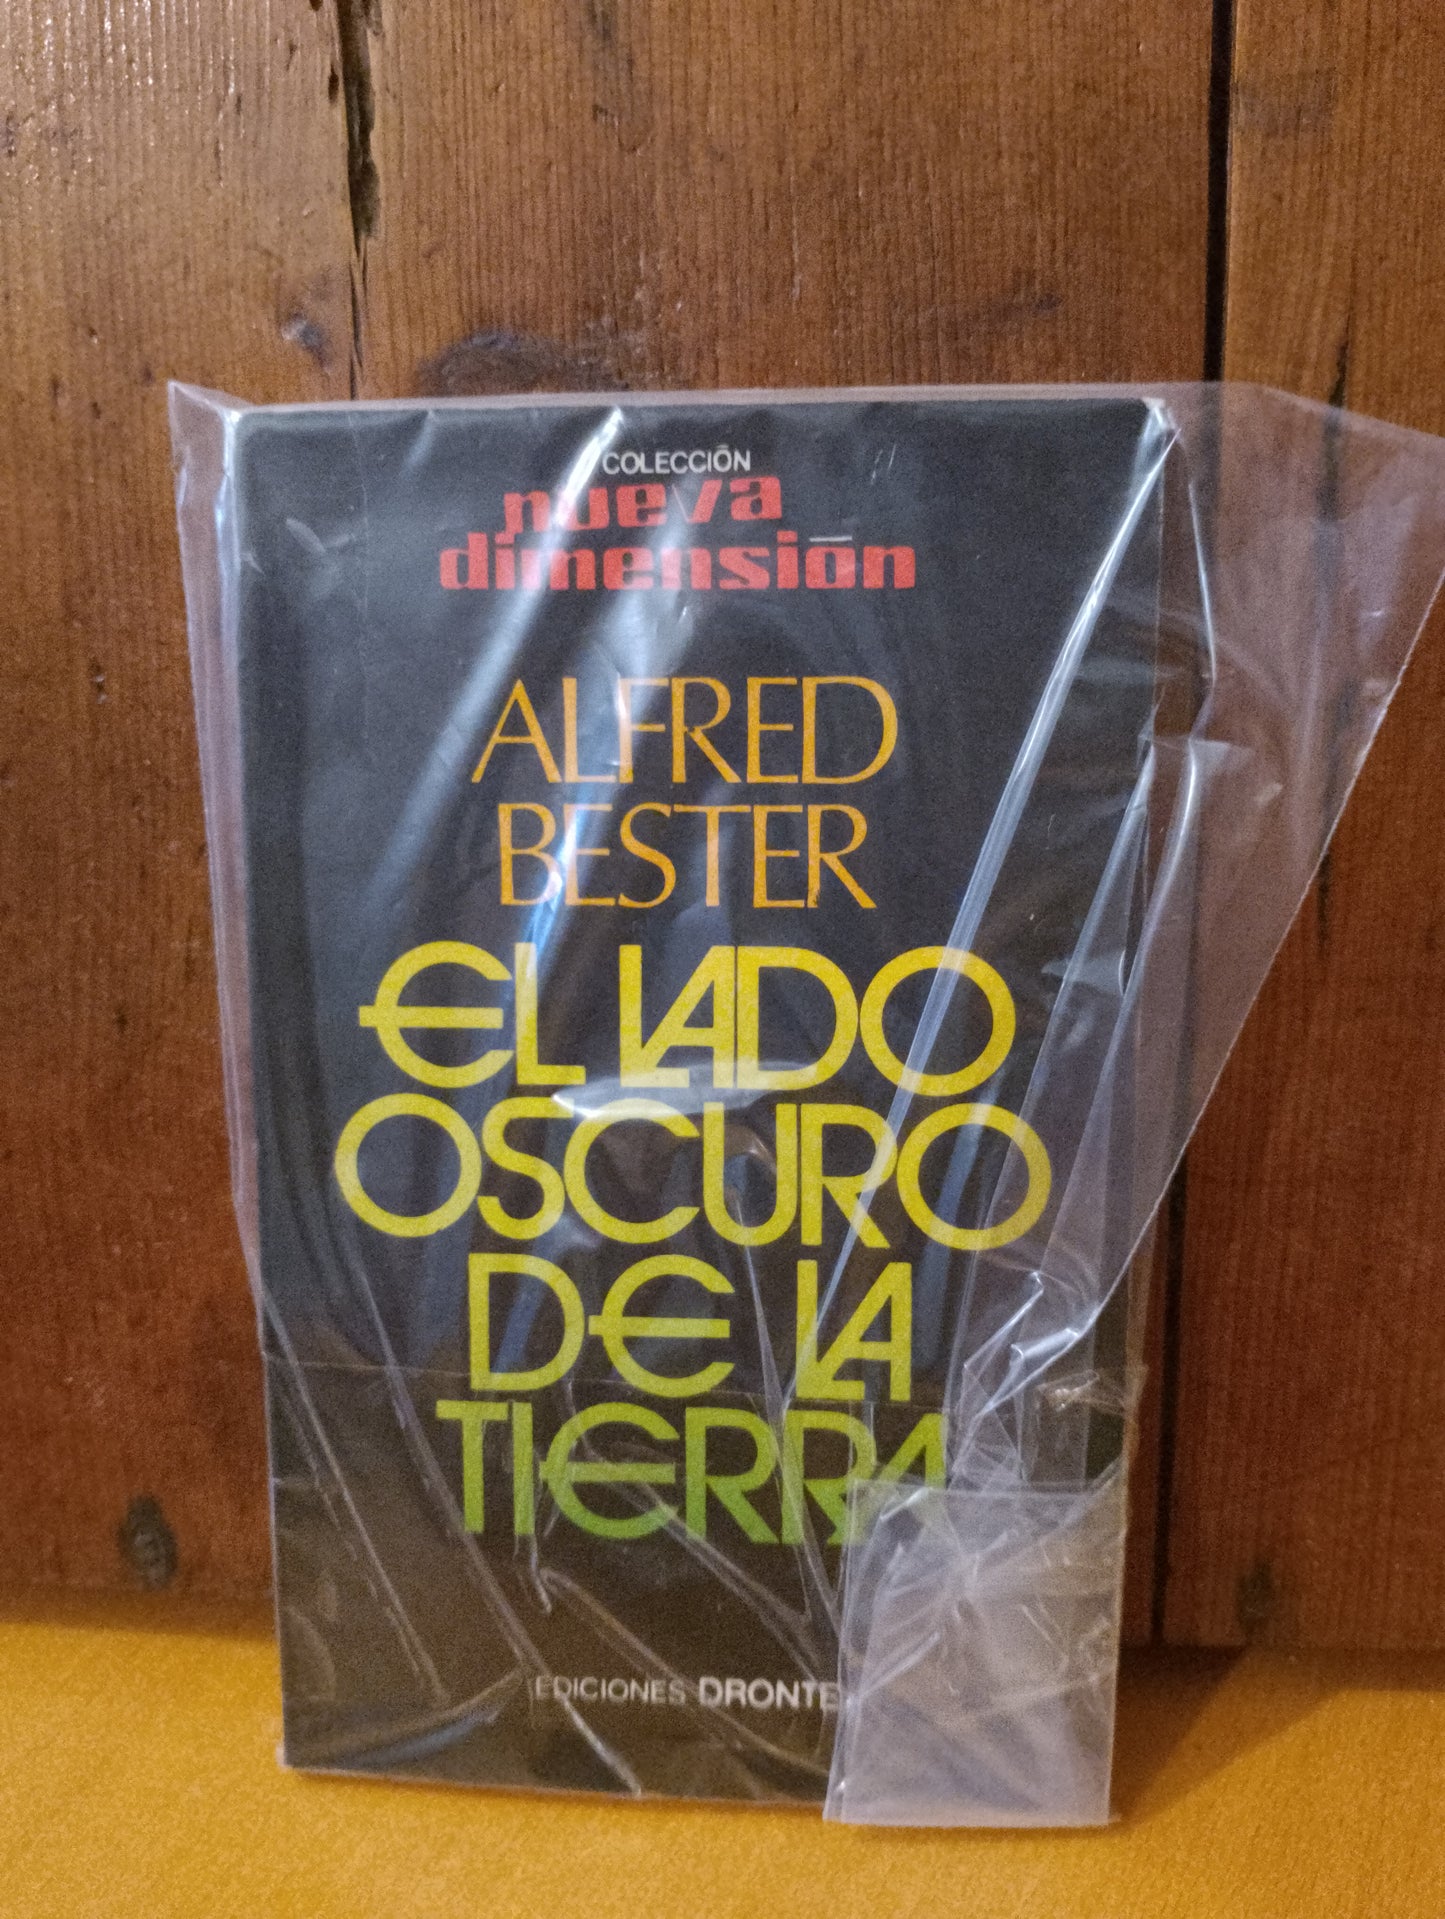 COLECCIÓN
nueva
dimensión
ALFRED
BESTER
EL LADO
OSCURO
DE LA
TIERRA
EDICIONES DRONTE